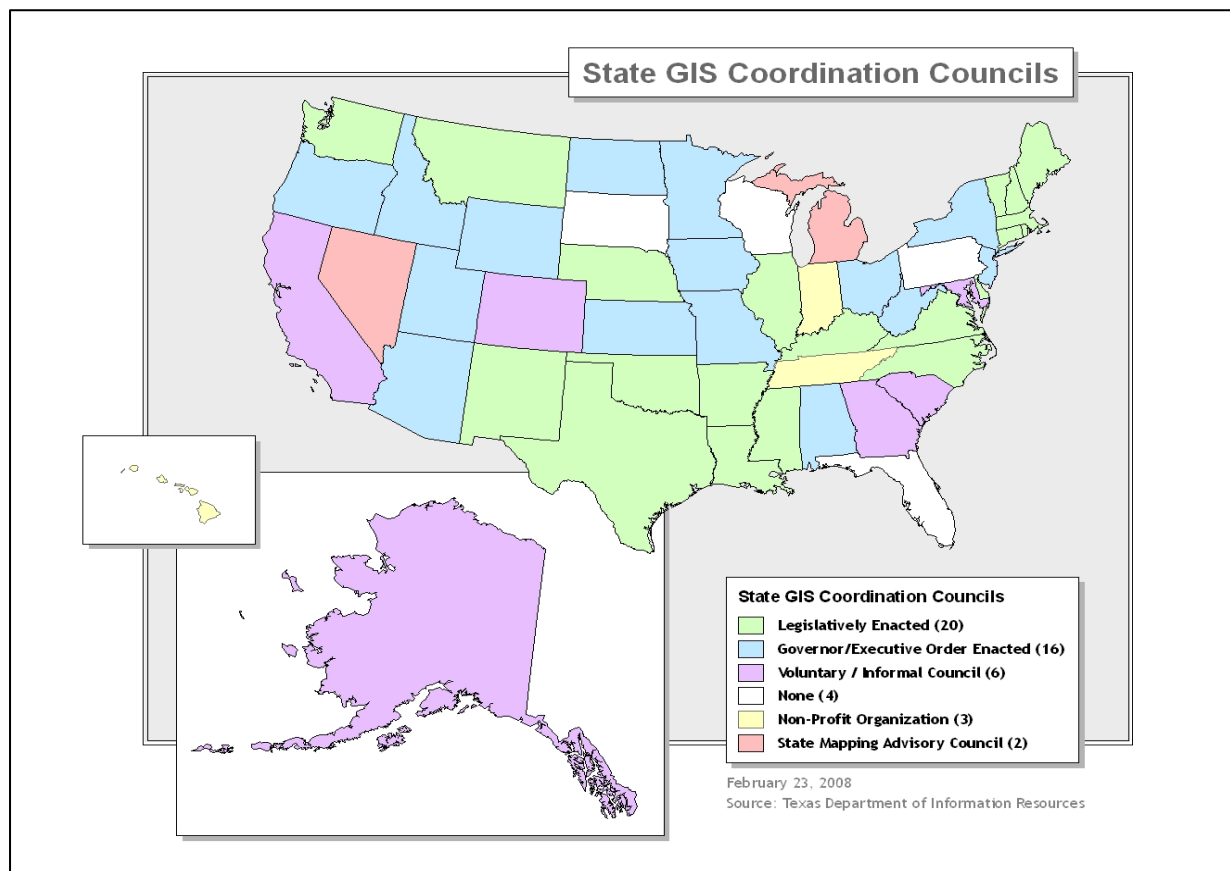 State GIS Coordination Councils
State GIS Coordination Councils
Legislatively Enacted (20)
Governor/Executive Order Enacted (16)
Voluntary / Informal Council (6)
None (4)
Non-Profit Organization (3)
State Mapping Advisory Council (2)
February 23, 2008
Source: Texas Department of Information Resources